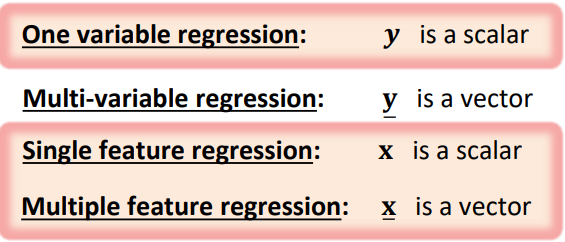 One variable regression: y is a scalar
Multi-variable regression: y is a vector
Single feature regression: x is a scalar
Multiple feature regression: x is a vector